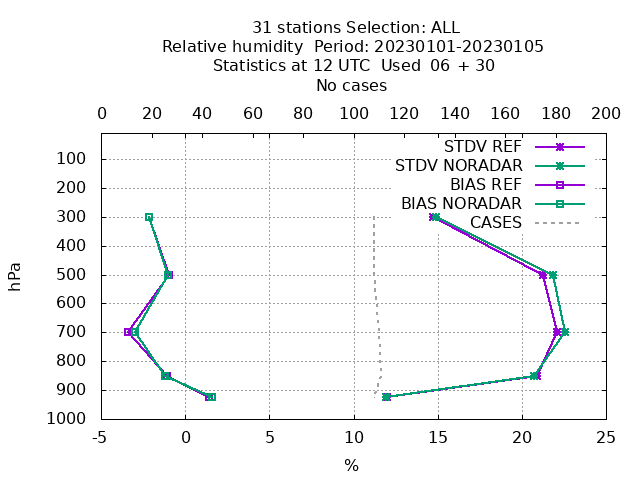 31 stations Selection: ALL
Relative humidity  Period: 20230101-20230105
Statistics at 12 UTC  Used  06 + 30
No cases
0 20 40 60 80 100 120 140 160 180 200
STDV REF
STDV NORADAR
BIAS REF
BIAS NORADAR
CASES
hPa
100
200
300
400
500
600
700
800
900
1000
-5 0 5 10 15 20 25
%